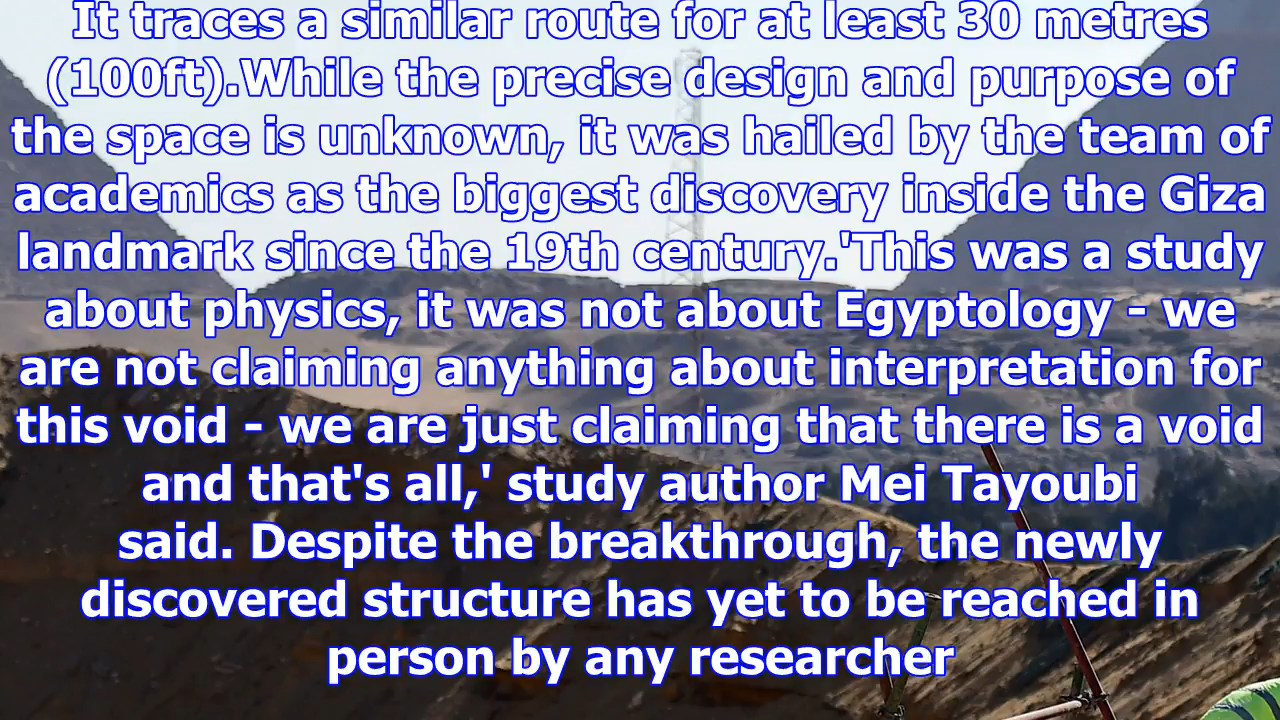 It traces a similar route for at least 30 metres
(100ft).While the precise design and purpose of
the space is unknown, it was hailed by the team of
academics as the biggest discovery inside the Giza
landmark since the 19th century.'This was a study
about physics, it was not about Egyptology - we
are not claiming anything about interpretation for
this void - we are just claiming that there is a void
and that's all,' study author Mei Tayoubi
said. Despite the breakthrough, the newly
discovered structure has yet to be reached in
person by any researcher